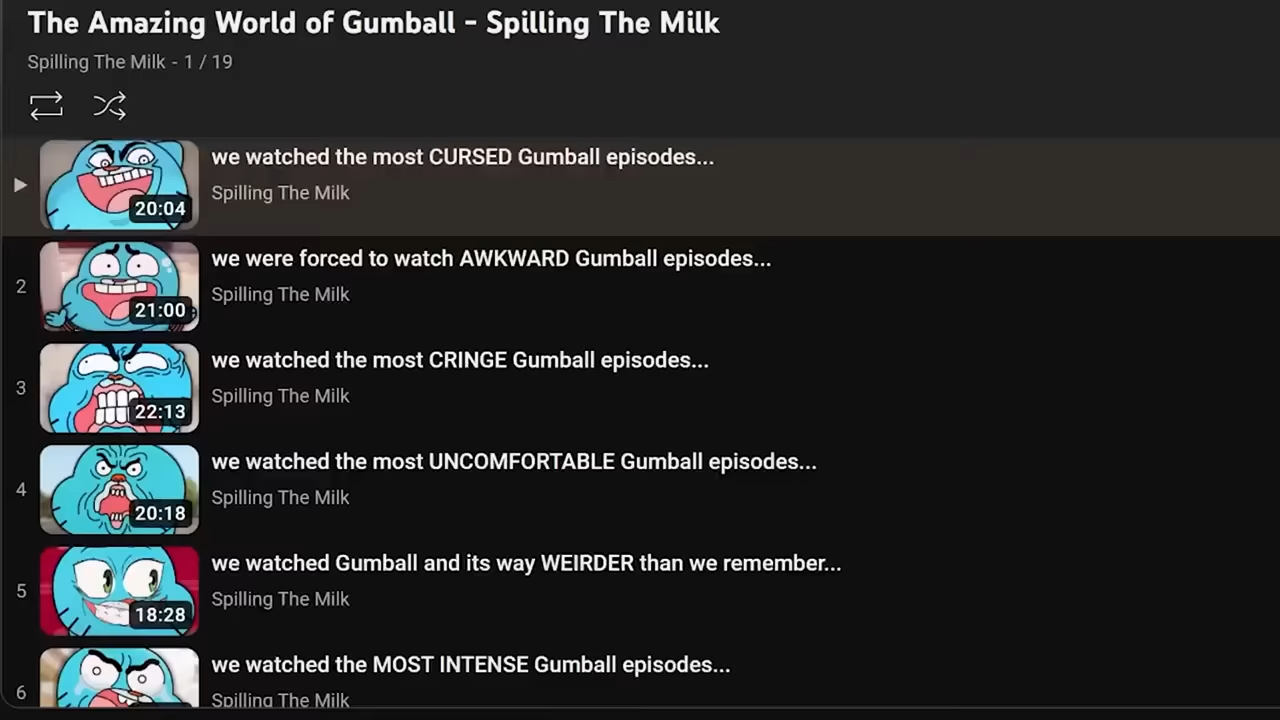 The Amazing World of Gumball - Spilling The Milk
Spilling The Milk - 1 / 19
we watched the most CURSED Gumball episodes...
20:04
Spilling The Milk
2
we were forced to watch AWKWARD Gumball episodes...
21:00
Spilling The Milk
3
we watched the most CRINGE Gumball episodes...
22:13
Spilling The Milk
4
we watched the most UNCOMFORTABLE Gumball episodes...
20:18
Spilling The Milk
5
we watched Gumball and its way WEIRDER than we remember...
18:28
Spilling The Milk
6
we watched the MOST INTENSE Gumball episodes...
Spilling The Milk